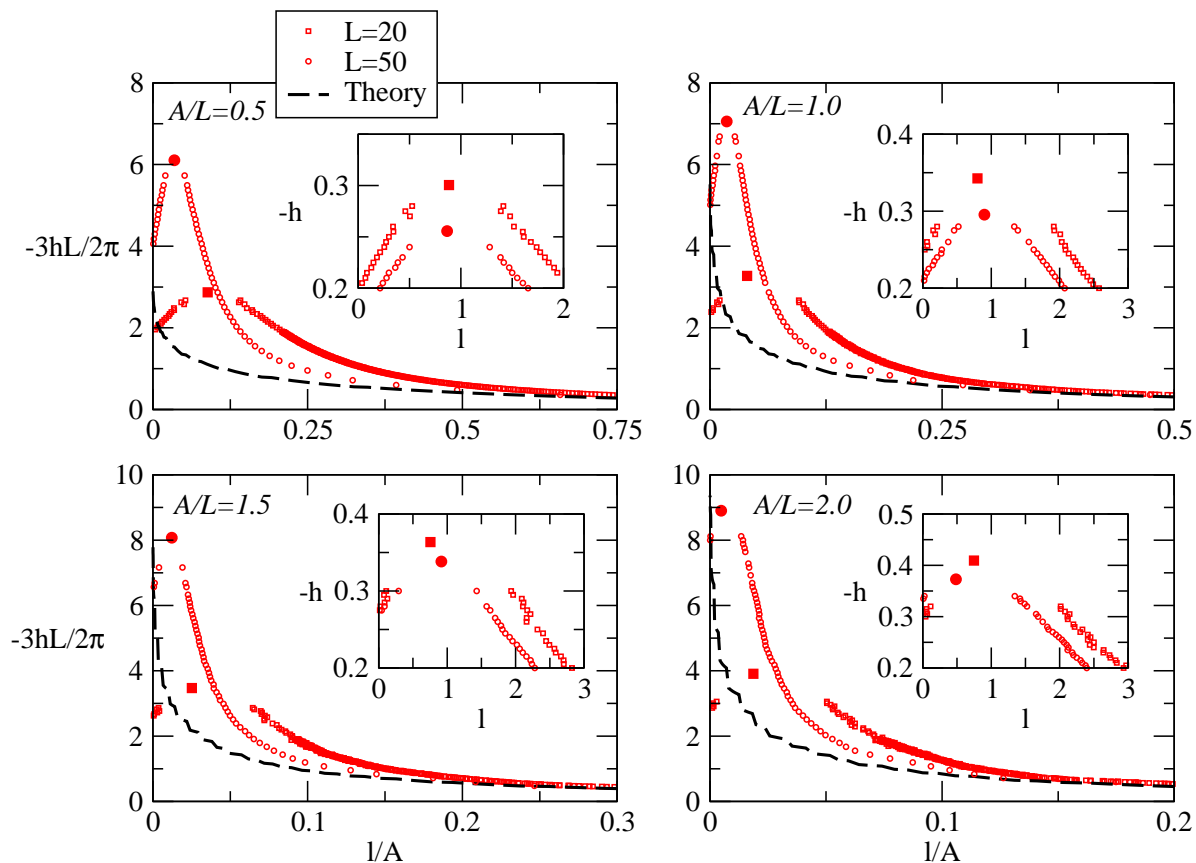 L=20
L=50
Theory
8
6
4
2
0
-3hL/2π
A/L=0.5
0.3
-h
0.2
0 1 2
l
0 0.25 0.5 0.75
8
6
4
2
0
A/L=1.0
0.4
-h 0.3
0.2
0 1 2 3
l
0 0.25 0.5
10
8
6
4
2
0
-3hL/2π
A/L=1.5
0.4
-h 0.3
0.2
0 1 2 3
l
0 0.1 0.2 0.3
l/A
10
8
6
4
2
0
A/L=2.0
0.5
0.4
-h
0.3
0.2
0 1 2 3
l
0 0.1 0.2
l/A